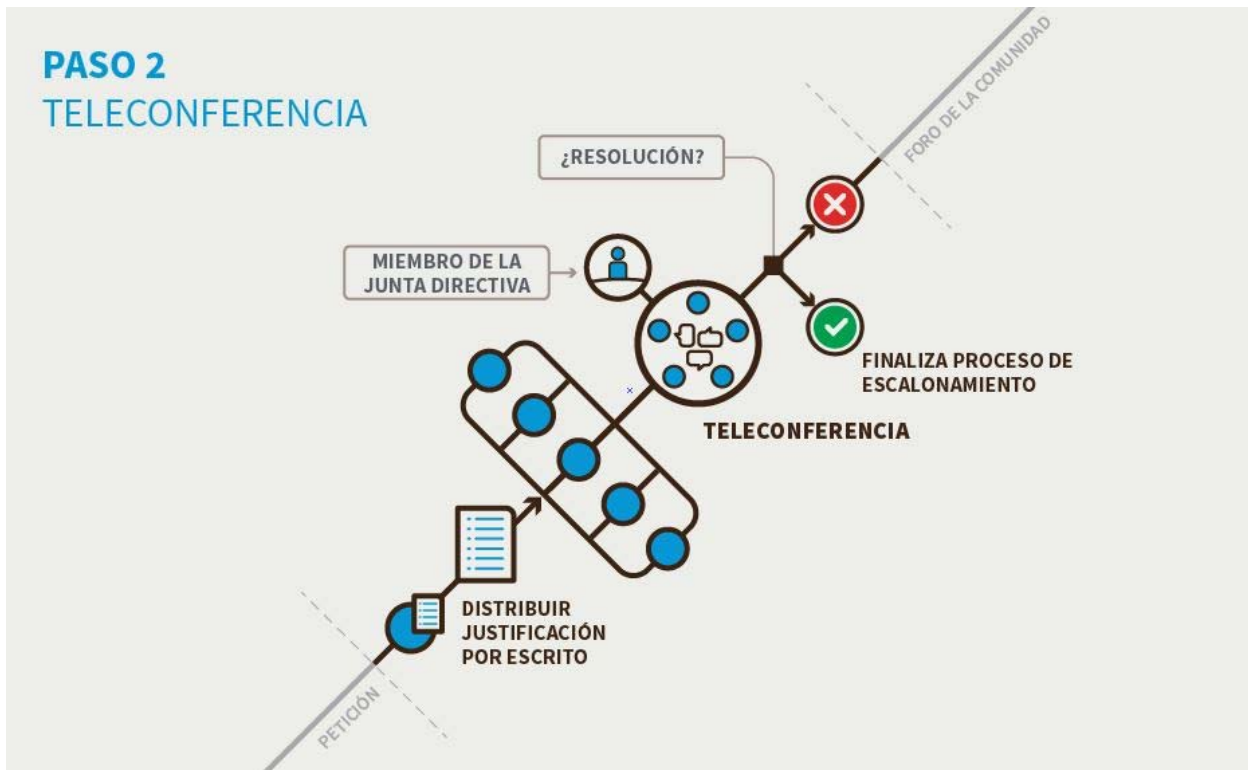 PASO 2
TELECONFERENCIA
FORO DE LA COMUNIDAD
¿RESOLUCIÓN?
MIEMBRO DE LA
JUNTA DIRECTIVA
FINALIZA PROCESO DE
ESCALONAMIENTO
TELECONFERENCIA
DISTRIBUIR
JUSTIFICACIÓN
POR ESCRITO
PETICIÓN